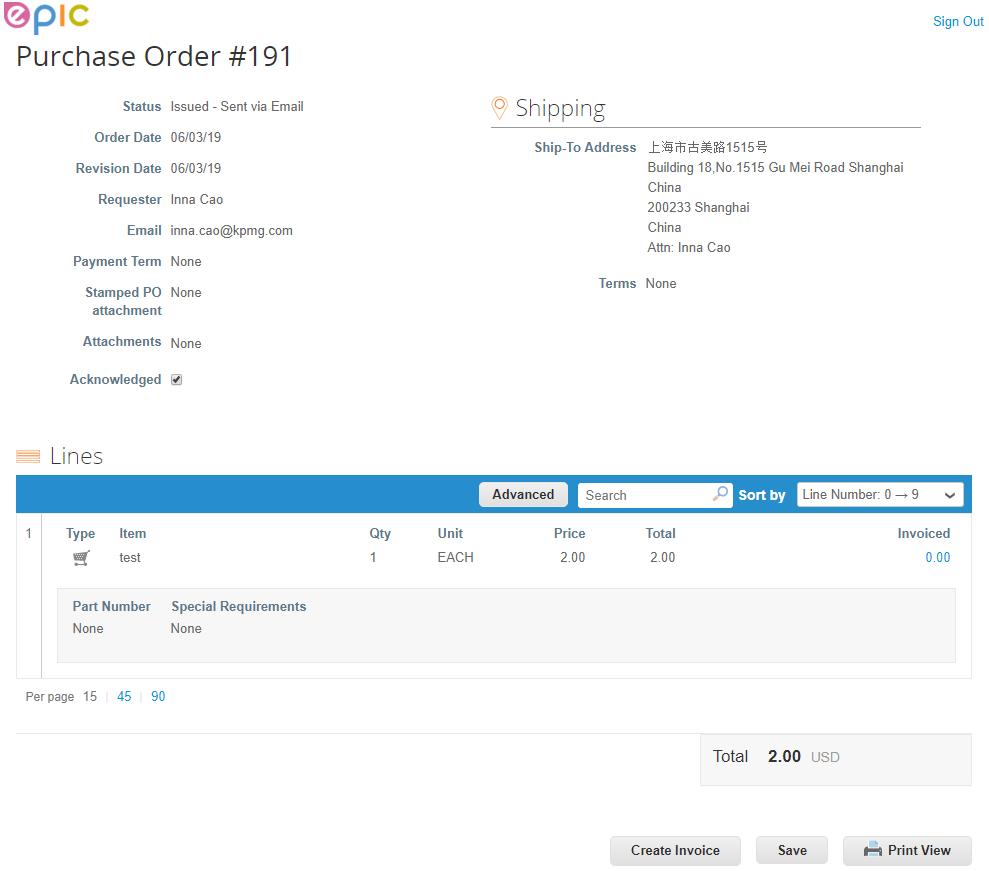 epic
Sign Out
Purchase Order #191
Status Issued - Sent via Email
Order Date 06/03/19
Revision Date 06/03/19
Requester Inna Cao
Email inna.cao@kpmg.com
Payment Term None
Stamped PO None
attachment
Attachments None
Acknowledged
Shipping
Ship-To Address 上海市古美路1515号
Building 18,No.1515 Gu Mei Road Shanghai
China
200233 Shanghai
China
Attn: Inna Cao
Terms None
Lines
Advanced Search Sort by Line Number: 0 → 9
1 Type Item Qty Unit Price Total Invoiced
test 1 EACH 2.00 2.00 0.00
Part Number Special Requirements
None None
Per page 15 | 45 | 90
Total 2.00 USD
Create Invoice Save Print View